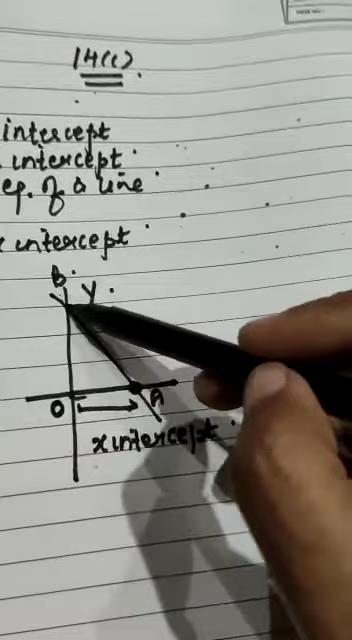 14(c).
intercept
intercept
eq. of a line
x intercept
B
Y
O
A
x intercept